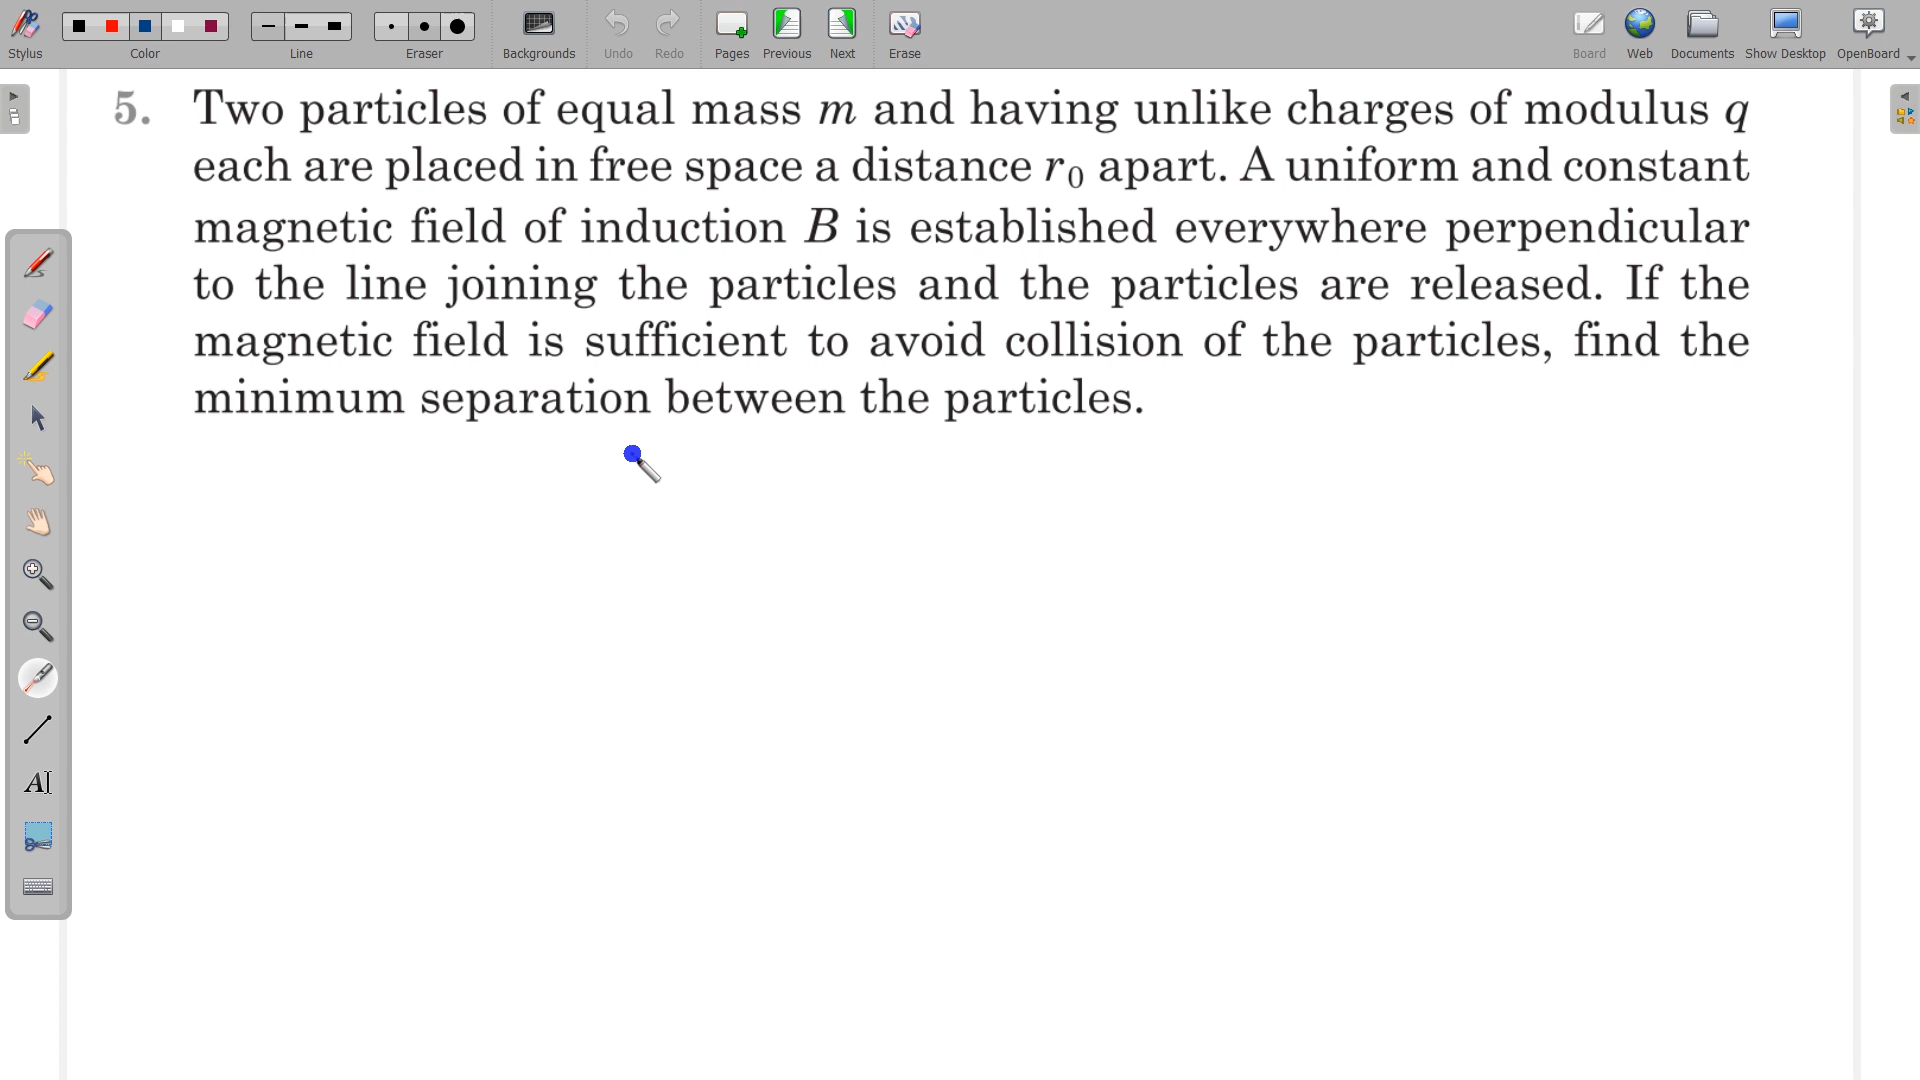 Stylus
Color
Line
Eraser
Backgrounds
Undo
Redo
Pages
Previous
Next
Erase
Board
Web
Documents
Show Desktop
OpenBoard
5. Two particles of equal mass m and having unlike charges of modulus q
each are placed in free space a distance r₀ apart. A uniform and constant
magnetic field of induction B is established everywhere perpendicular
to the line joining the particles and the particles are released. If the
magnetic field is sufficient to avoid collision of the particles, find the
minimum separation between the particles.
AI